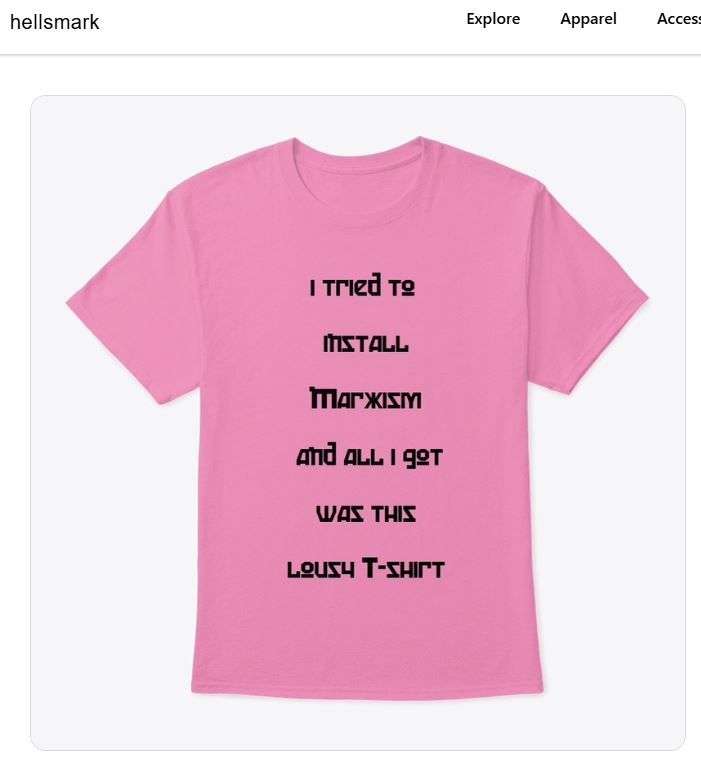 hellsmark
Explore Apparel Access
I Tried to
install
Marxism
and all I got
was this
lousy T-shirt